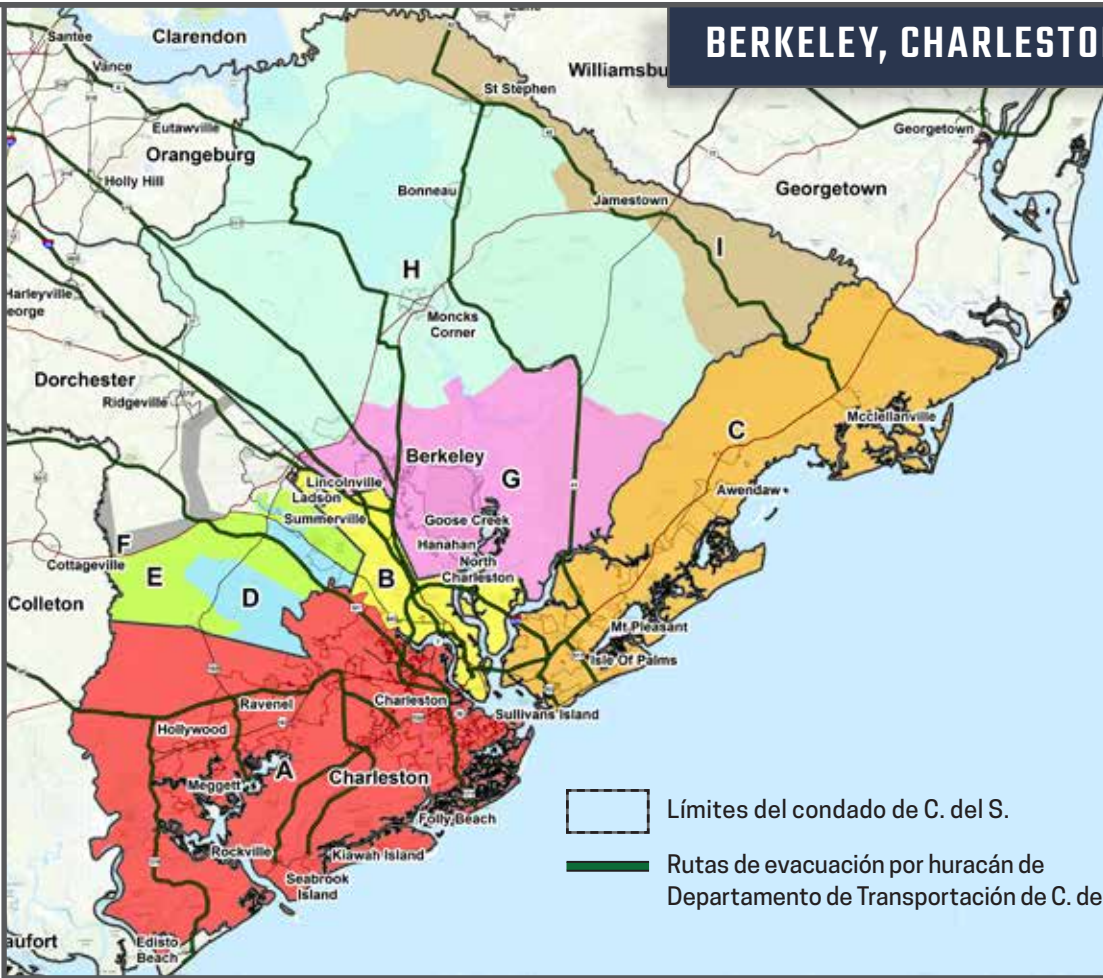 BERKELEY, CHARLESTO
Santee
Clarendon
Vance
Williamsbu
St Stephen
Eutawville
Georgetown
Orangeburg
Holly Hill
Bonneau
Georgetown
Jamestown
I
H
Harleyville
eorge
Moncks
Corner
Dorchester
Ridgeville
Mcclellanville
C
Berkeley
Lincolnville
G
Ladson
Awendaw
Summerville
Goose Creek
Hanahan
F
North
Charleston
Cottageville
E
B
D
Colleton
Mt Pleasant
Isle Of Palms
Ravenel
Charleston
Sullivans Island
Hollywood
A
Charleston
Meggett
Folly Beach
Rockville
Kiawah Island
Seabrook
Island
Edisto
Beach
aufort
Límites del condado de C. del S.
Rutas de evacuación por huracán de
Departamento de Transportación de C. de